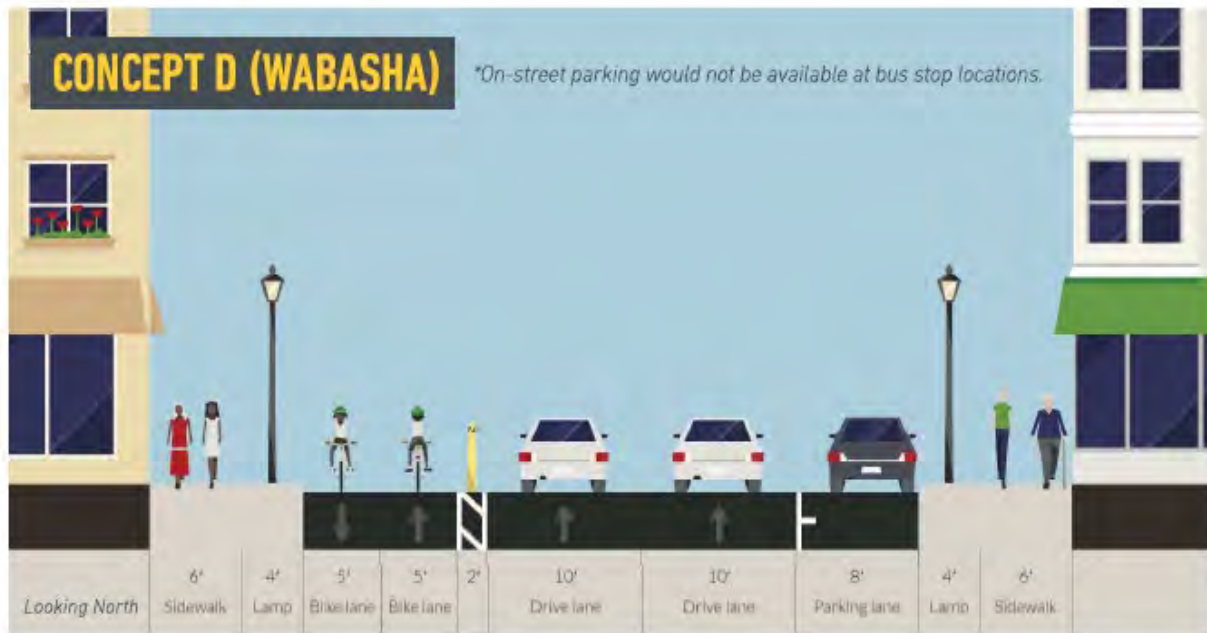 CONCEPT D (WABASHA)
*On-street parking would not be available at bus stop locations.
6' 4' 5' 5' 2' 10' 10' 8' 4' 6'
Looking North Sidewalk Lamp Bike lane Bike lane Drive lane Drive lane Parking lane Lamp Sidewalk